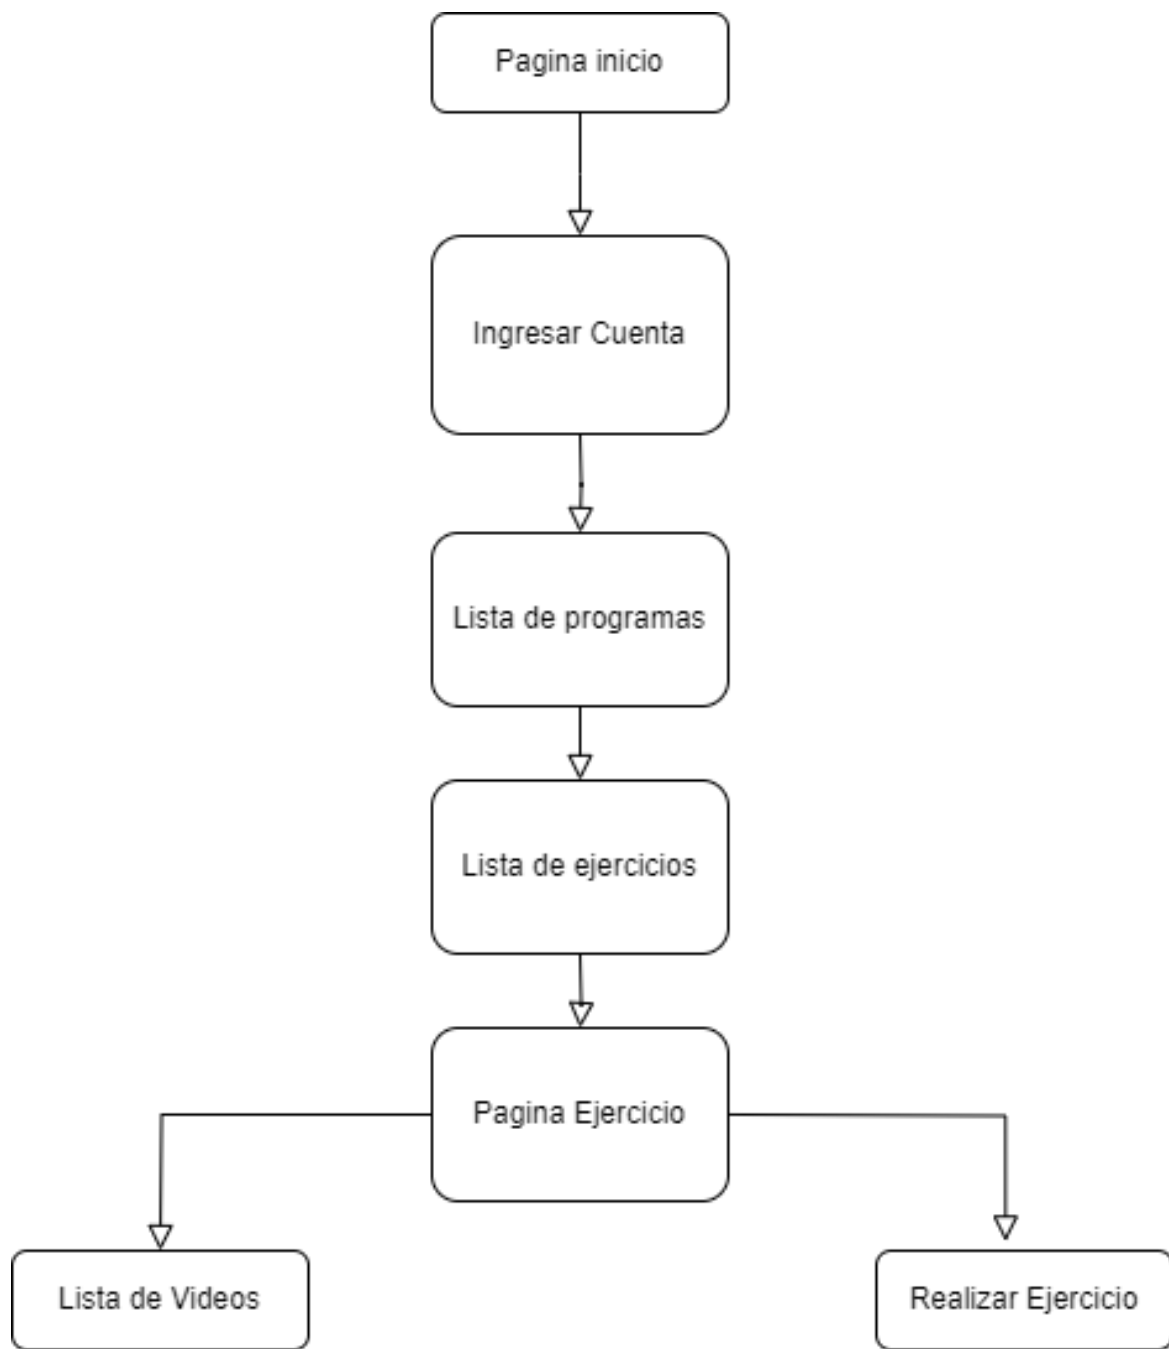 Pagina inicio
Ingresar Cuenta
Lista de programas
Lista de ejercicios
Pagina Ejercicio
Lista de Videos
Realizar Ejercicio